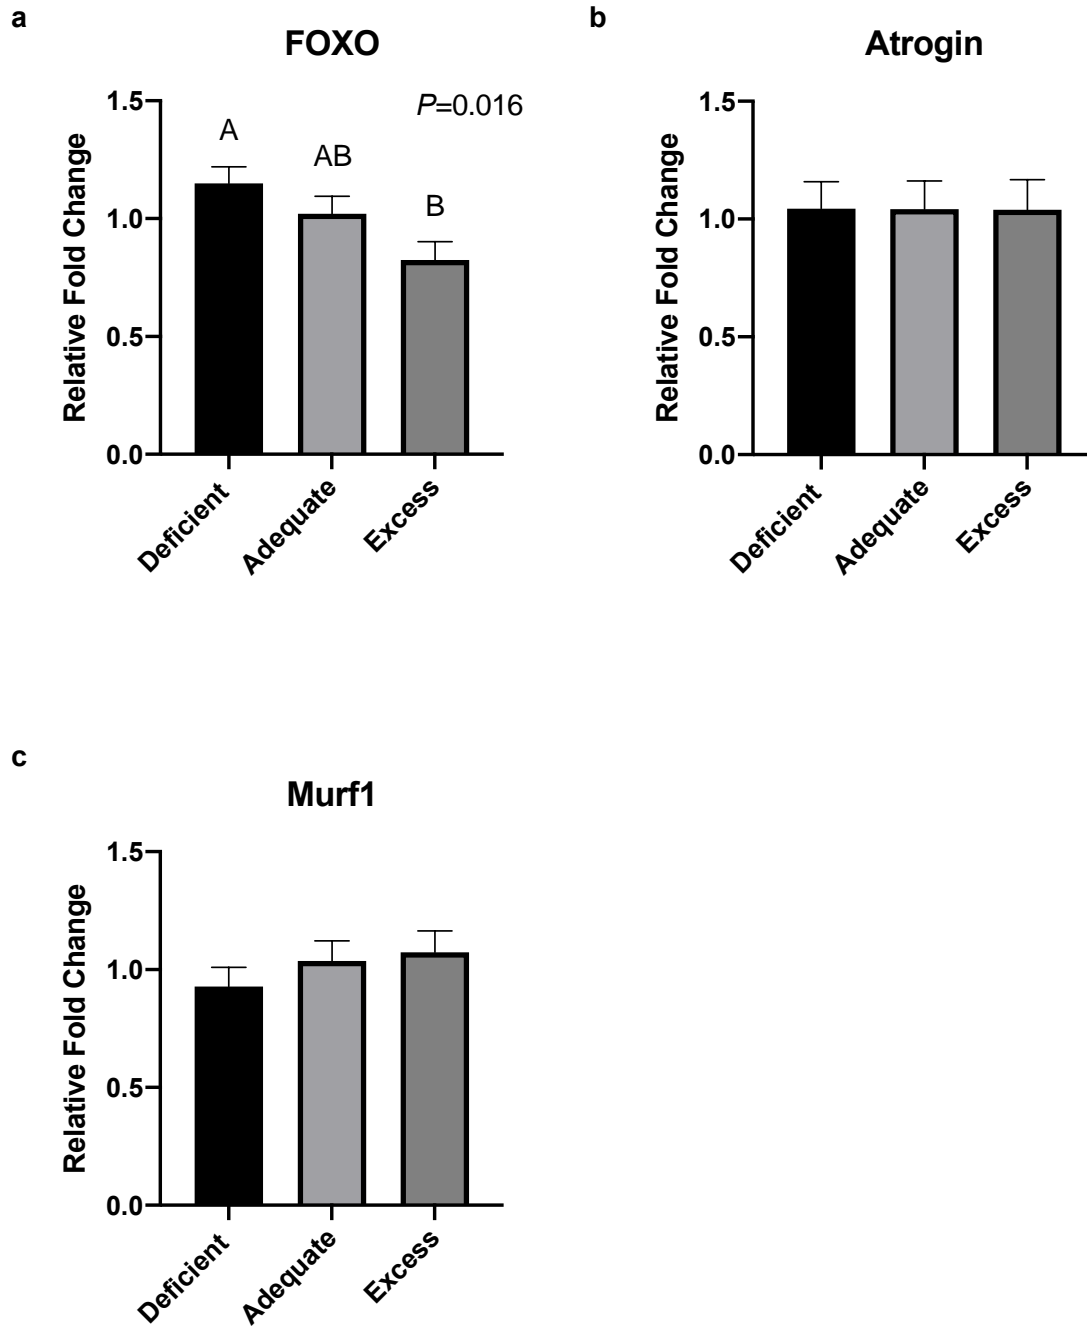 a
FOXO
P=0.016
Relative Fold Change
1.5
1.0
0.5
0.0
A
AB
B
Deficient
Adequate
Excess
b
Atrogin
Relative Fold Change
1.5
1.0
0.5
0.0
Deficient
Adequate
Excess
c
Murf1
Relative Fold Change
1.5
1.0
0.5
0.0
Deficient
Adequate
Excess